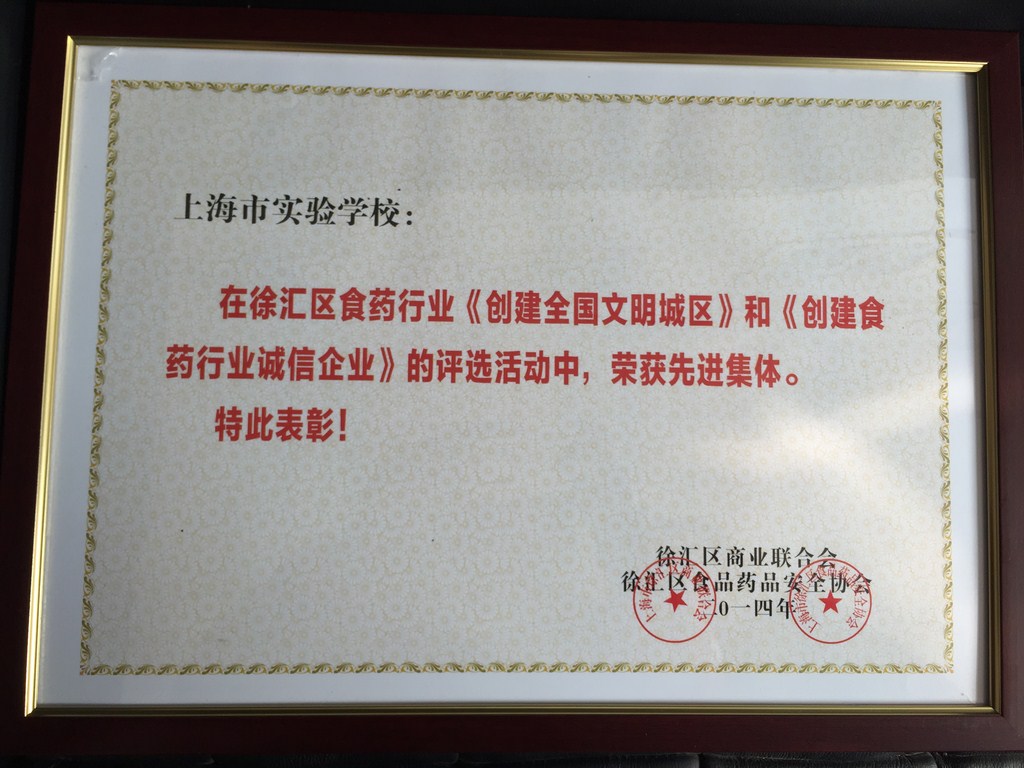 上海市实验学校：
在徐汇区食药行业《创建全国文明城区》和《创建食
药行业诚信企业》的评选活动中，荣获先进集体。
特此表彰！
徐汇区商业联合会
徐汇区食品药品安全协会
二0一四年